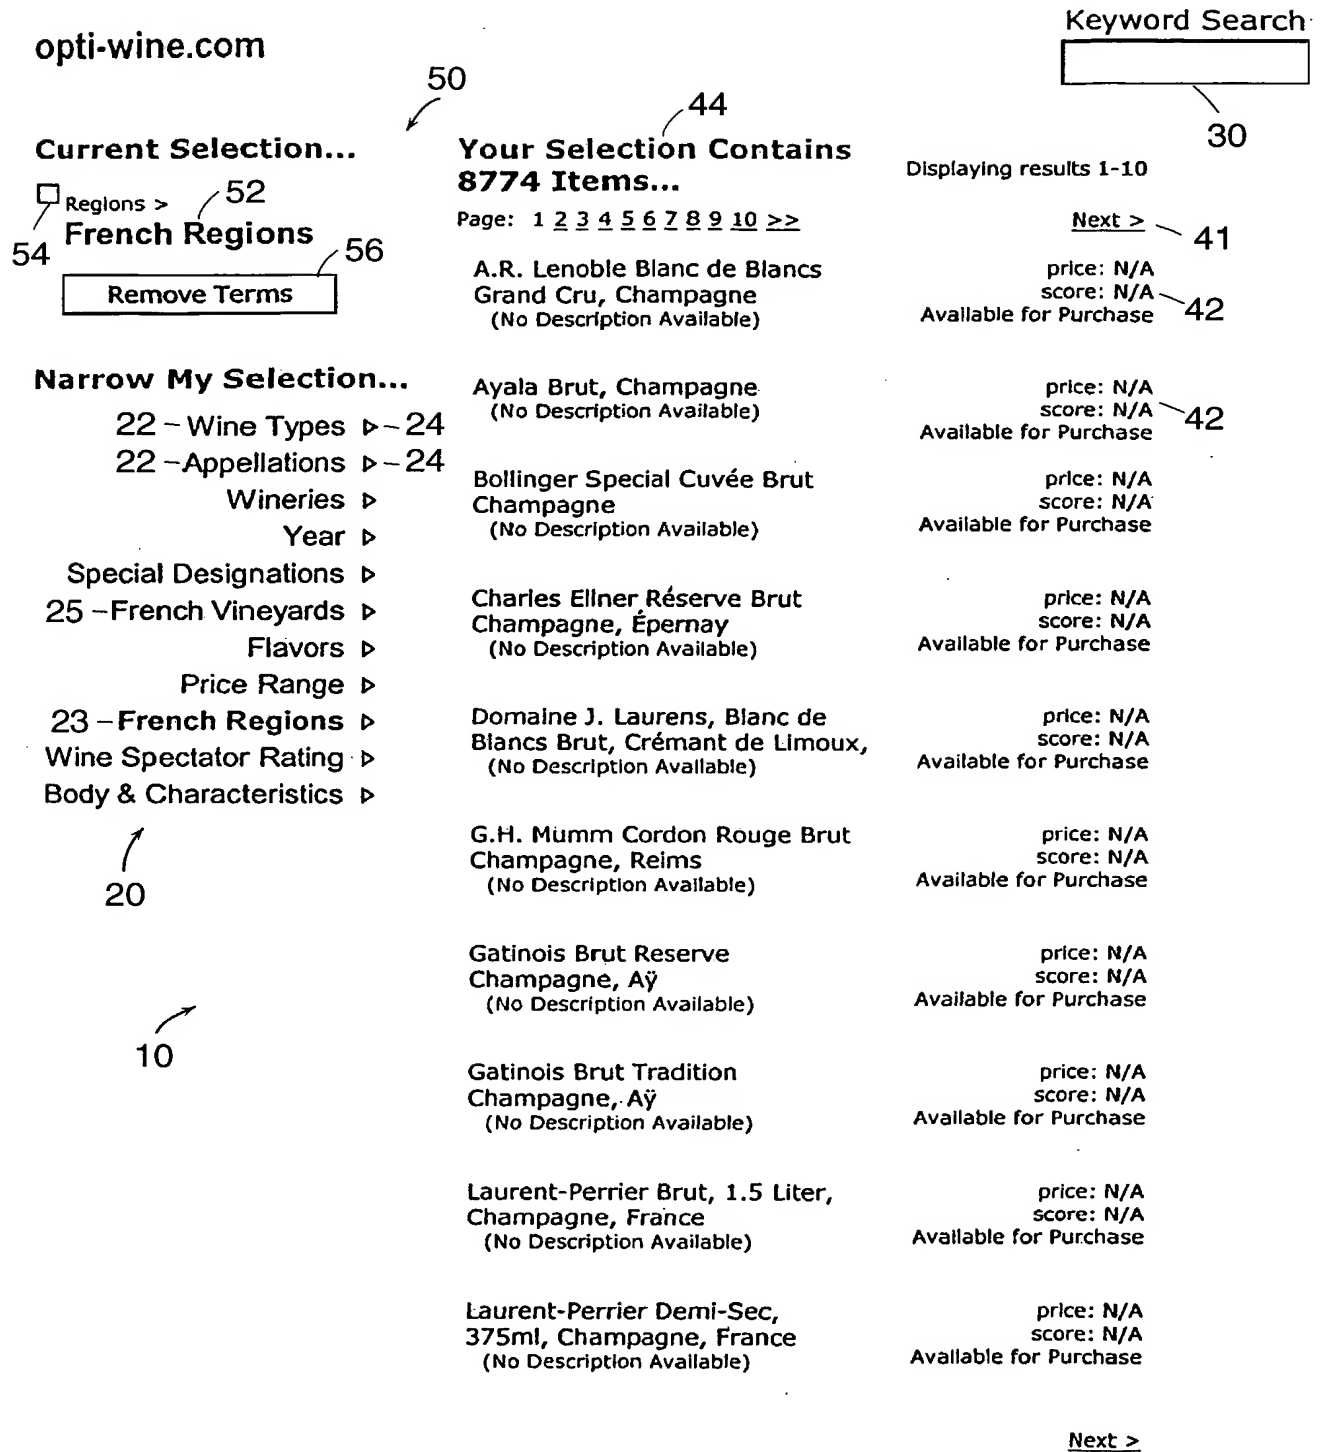 opti-wine.com
Keyword Search
30
50
Current Selection...
Regions >
52
French Regions
54
56
Remove Terms
Narrow My Selection...
22 – Wine Types 24
22 – Appellations 24
Wineries
Year
Special Designations
25 – French Vineyards
Flavors
Price Range
23 – French Regions
Wine Spectator Rating
Body & Characteristics
20
10
44
Your Selection Contains
8774 Items...
Displaying results 1-10
Page: 1 2 3 4 5 6 7 8 9 10 >>
Next >
41
A.R. Lenoble Blanc de Blancs
Grand Cru, Champagne
(No Description Available)
price: N/A
score: N/A
42
Available for Purchase
Ayala Brut, Champagne
(No Description Available)
price: N/A
score: N/A
42
Available for Purchase
Bollinger Special Cuvée Brut
Champagne
(No Description Available)
price: N/A
score: N/A
Available for Purchase
Charles Ellner Réserve Brut
Champagne, Épernay
(No Description Available)
price: N/A
score: N/A
Available for Purchase
Domaine J. Laurens, Blanc de
Blancs Brut, Crémant de Limoux,
(No Description Available)
price: N/A
score: N/A
Available for Purchase
G.H. Mumm Cordon Rouge Brut
Champagne, Reims
(No Description Available)
price: N/A
score: N/A
Available for Purchase
Gatinois Brut Reserve
Champagne, Aÿ
(No Description Available)
price: N/A
score: N/A
Available for Purchase
Gatinois Brut Tradition
Champagne, Aÿ
(No Description Available)
price: N/A
score: N/A
Available for Purchase
Laurent-Perrier Brut, 1.5 Liter,
Champagne, France
(No Description Available)
price: N/A
score: N/A
Available for Purchase
Laurent-Perrier Demi-Sec,
375ml, Champagne, France
(No Description Available)
price: N/A
score: N/A
Available for Purchase
Next >